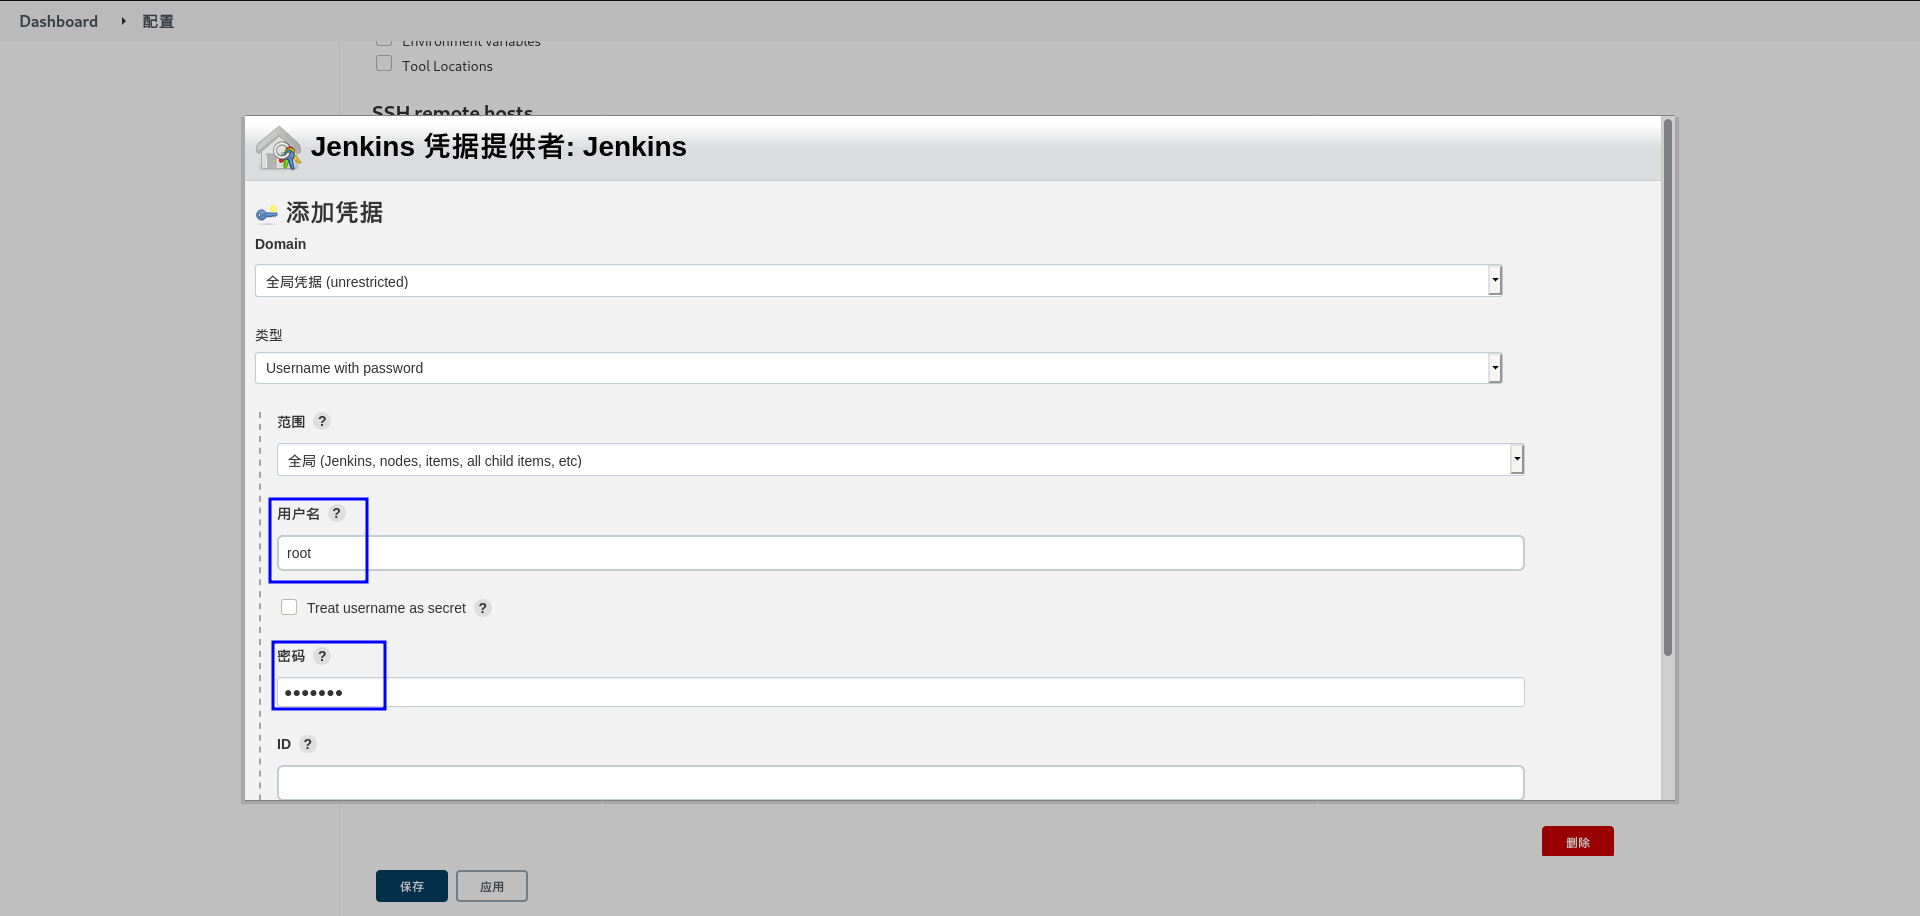 Dashboard 配置
Environment variables
Tool Locations
SSH remote hosts
Jenkins 凭据提供者: Jenkins
添加凭据
Domain
全局凭据 (unrestricted)
类型
Username with password
范围 ?
全局 (Jenkins, nodes, items, all child items, etc)
用户名 ?
root
Treat username as secret ?
密码 ?
•••••••
ID ?
删除
保存 应用